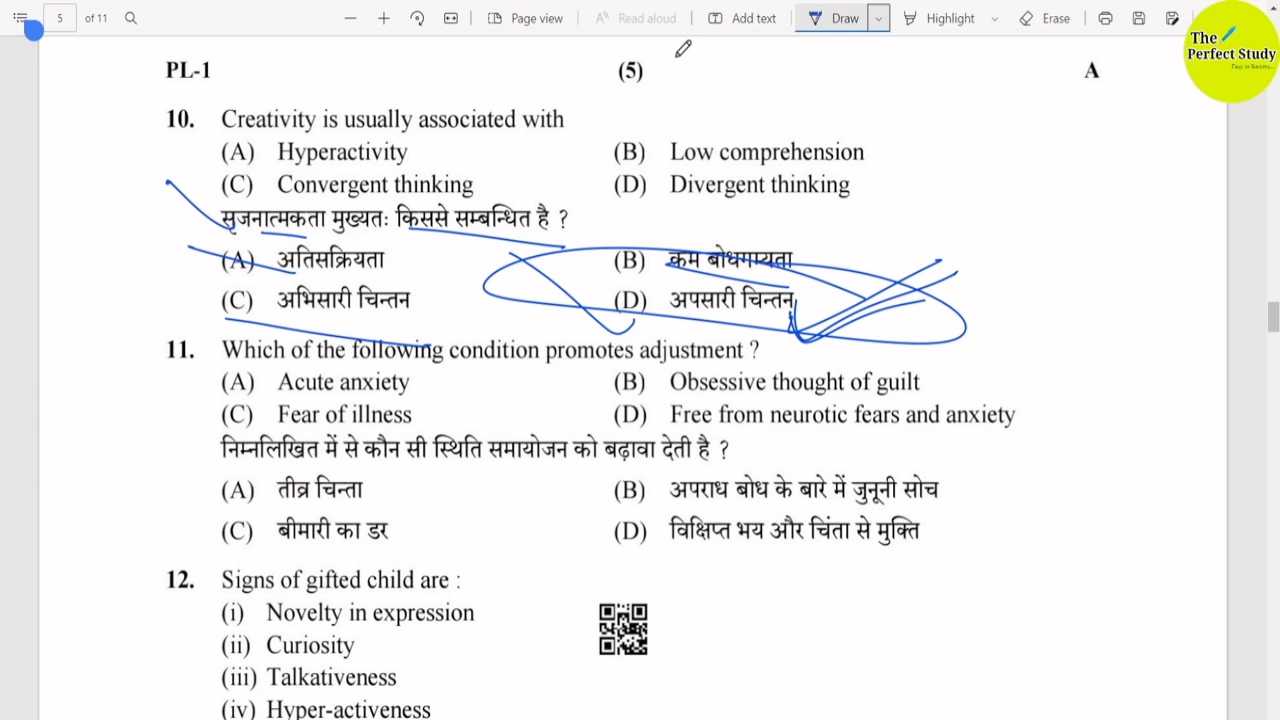 5 of 11 Page view Read aloud Add text Draw Highlight Erase
The
Perfect Study
PL-1 (5) A
10. Creativity is usually associated with
(A) Hyperactivity (B) Low comprehension
(C) Convergent thinking (D) Divergent thinking
सृजनात्मकता मुख्यतः किससे सम्बन्धित है ?
(A) अतिसक्रियता (B) कम बोधगम्यता
(C) अभिसारी चिन्तन (D) अपसारी चिन्तन
11. Which of the following condition promotes adjustment ?
(A) Acute anxiety (B) Obsessive thought of guilt
(C) Fear of illness (D) Free from neurotic fears and anxiety
निम्नलिखित में से कौन सी स्थिति समायोजन को बढ़ावा देती है ?
(A) तीव्र चिन्ता (B) अपराध बोध के बारे में जुनूनी सोच
(C) बीमारी का डर (D) विक्षिप्त भय और चिंता से मुक्ति
12. Signs of gifted child are :
(i) Novelty in expression
(ii) Curiosity
(iii) Talkativeness
(iv) Hyper-activeness